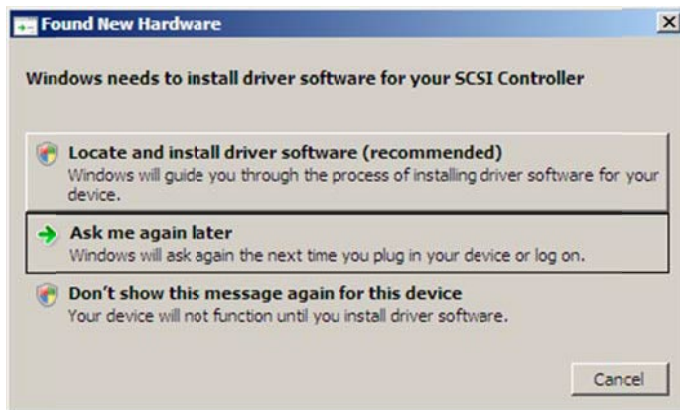 Found New Hardware
Windows needs to install driver software for your SCSI Controller
Locate and install driver software (recommended)
Windows will guide you through the process of installing driver software for your
device.
Ask me again later
Windows will ask again the next time you plug in your device or log on.
Don't show this message again for this device
Your device will not function until you install driver software.
Cancel